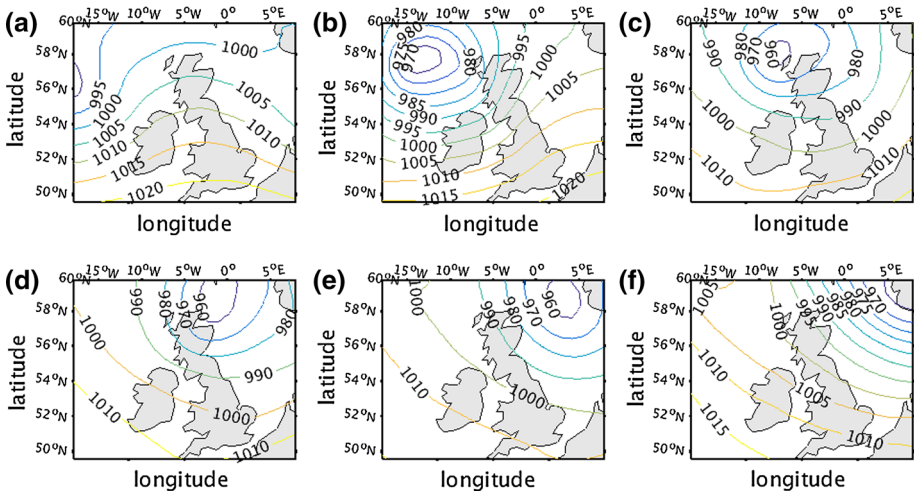 (a) 60°N 15°W 10°W 5°W 0° 5°E
58°N
56°N
54°N
52°N
50°N
latitude
longitude
995
1000
1000
1005
1005
1010
1010
1015
1020
(b) 60°N 15°W 10°W 5°W 0° 5°E
58°N
56°N
54°N
52°N
50°N
latitude
longitude
980
975
970
980
995
1000
1005
985
990
995
1000
1005
1010
1015
1020
(c) 60°N 15°W 10°W 5°W 0° 5°E
58°N
56°N
54°N
52°N
50°N
latitude
longitude
990
980
970
960
980
990
1000
1000
1010
1010
(d) 60°N 15°W 10°W 5°W 0° 5°E
58°N
56°N
54°N
52°N
50°N
latitude
longitude
990
980
970
960
980
1000
990
1000
1010
1010
(e) 60°N 15°W 10°W 5°W 0° 5°E
58°N
56°N
54°N
52°N
50°N
latitude
longitude
1000
990
980
970
960
1010
1000
(f) 60°N 15°W 10°W 5°W 0° 5°E
58°N
56°N
54°N
52°N
50°N
latitude
longitude
1005
1000
995
990
985
980
975
970
1010
1005
1015
1010